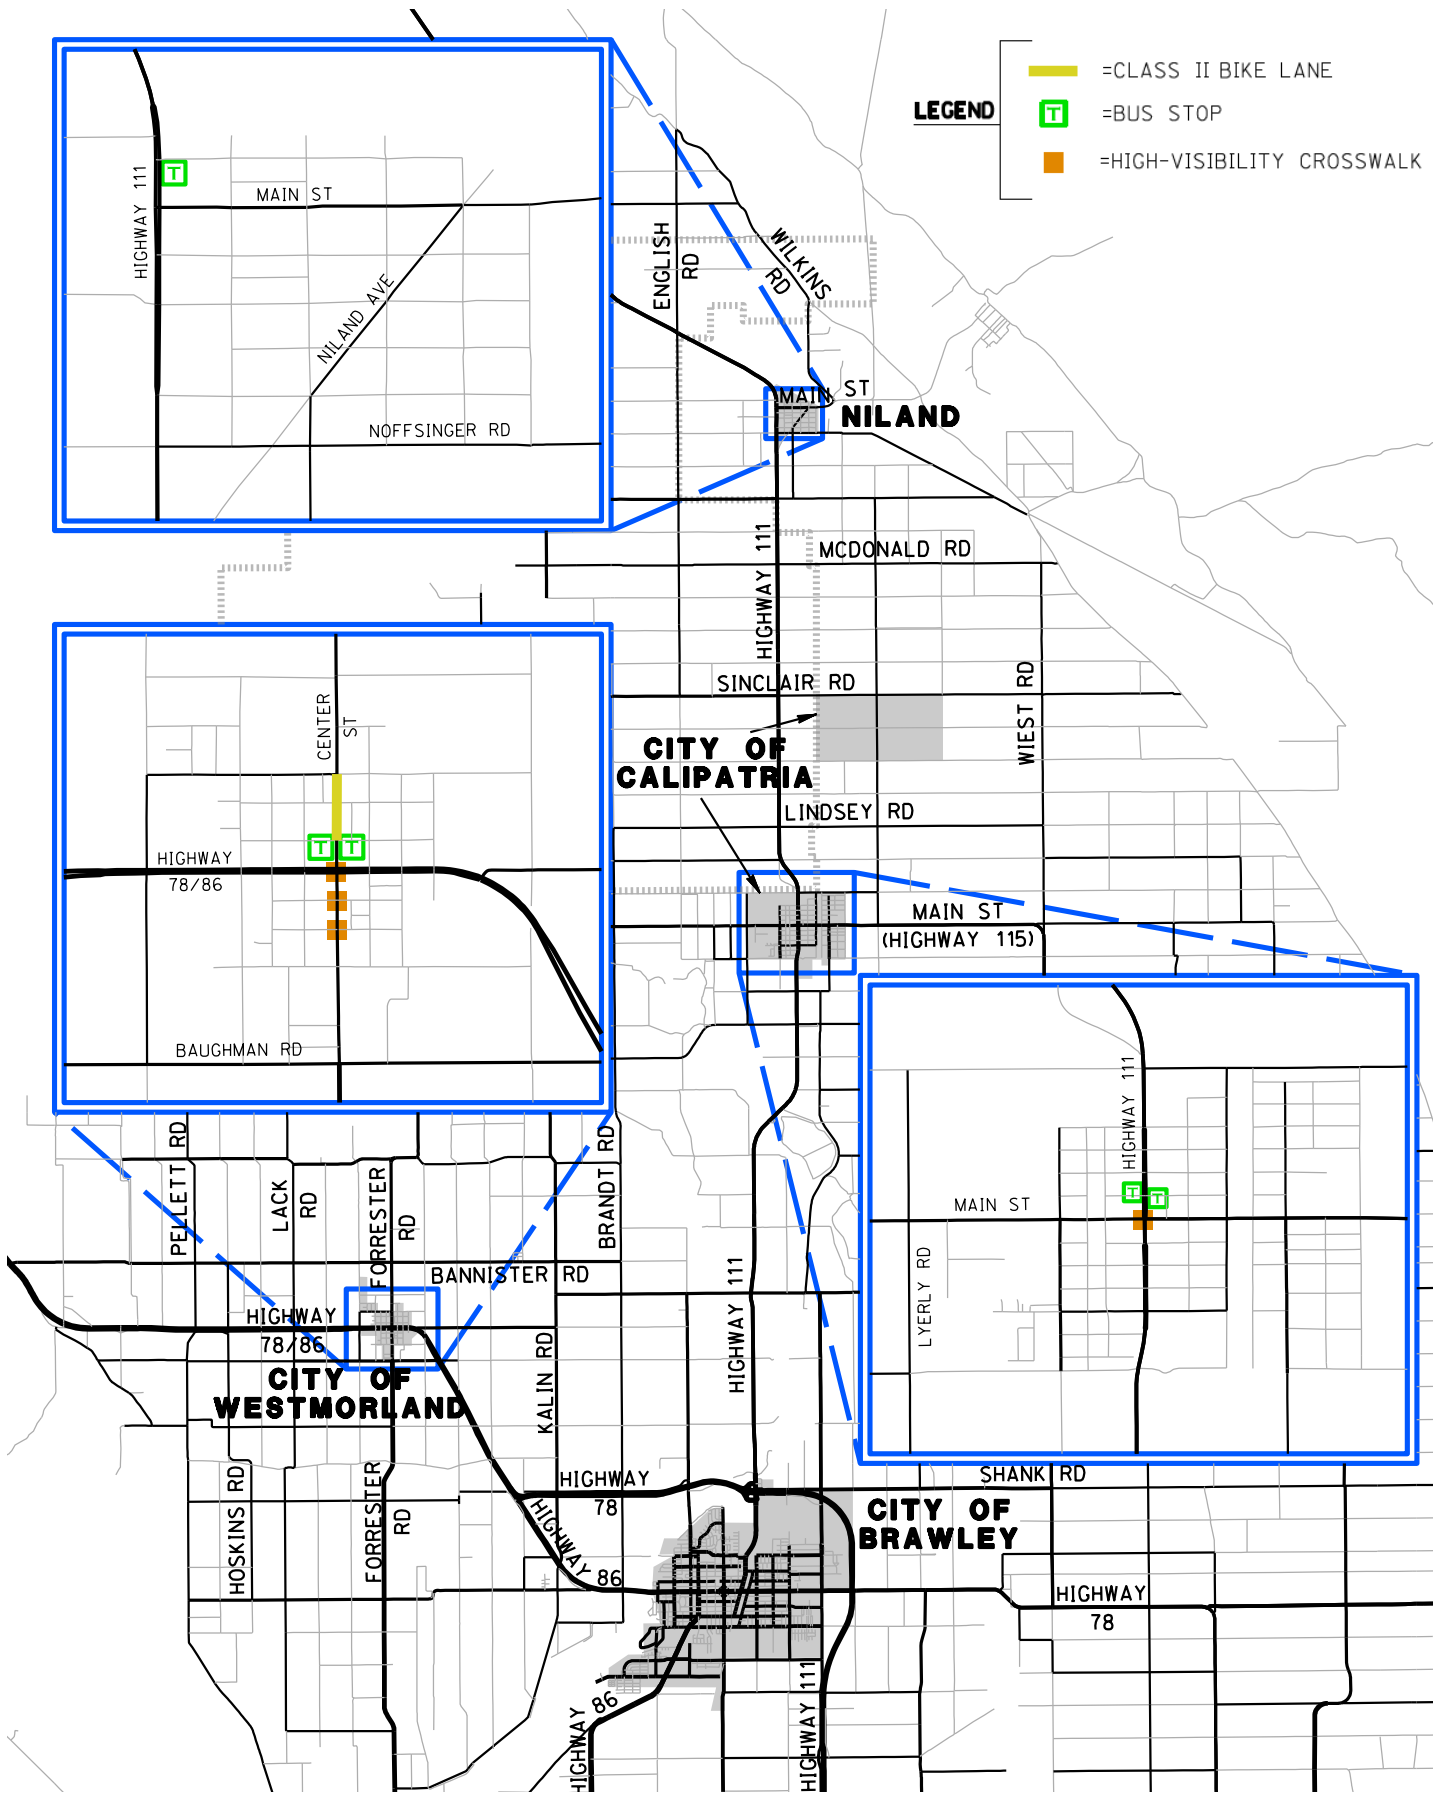 LEGEND
=CLASS II BIKE LANE
T =BUS STOP
=HIGH-VISIBILITY CROSSWALK
HIGHWAY 111
T
MAIN ST
NILAND AVE
NOFFSINGER RD
ENGLISH
RD
WILKINS
RD
MAIN ST
NILAND
HIGHWAY 111
MCDONALD RD
SINCLAIR RD
WIEST RD
CITY OF
CALIPATRIA
LINDSEY RD
MAIN ST
(HIGHWAY 115)
CENTER
ST
T T
HIGHWAY
78/86
BAUGHMAN RD
HIGHWAY 111
T T
MAIN ST
LYERLY RD
PELLETT RD
LACK
RD
FORRESTER
RD
BRANDT RD
BANNISTER RD
HIGHWAY
78/86
CITY OF
WESTMORLAND
KALIN RD
HIGHWAY 111
HOSKINS RD
FORRESTER
RD
HIGHWAY
78
HIGHWAY 86
SHANK RD
CITY OF
BRAWLEY
HIGHWAY
78
HIGHWAY 86
HIGHWAY 111